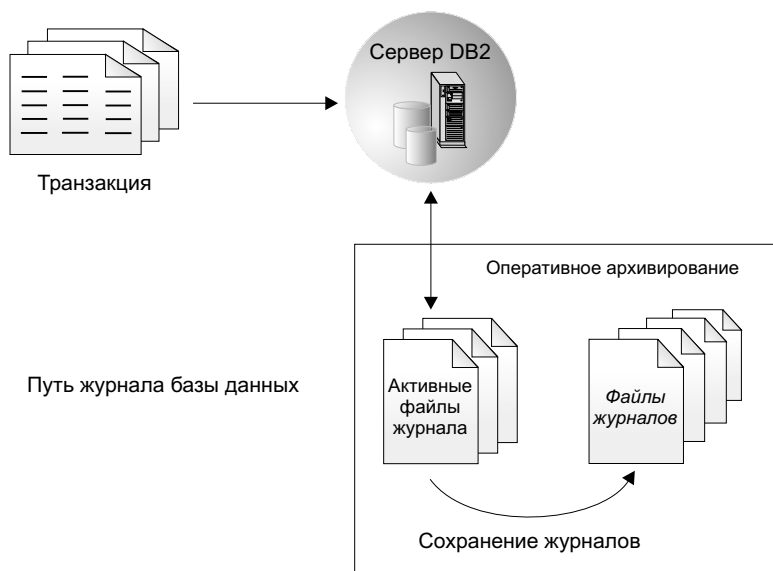 Сервер DB2
Транзакция
Оперативное архивирование
Путь журнала базы данных
Активные
файлы
журнала
Файлы
журналов
Сохранение журналов